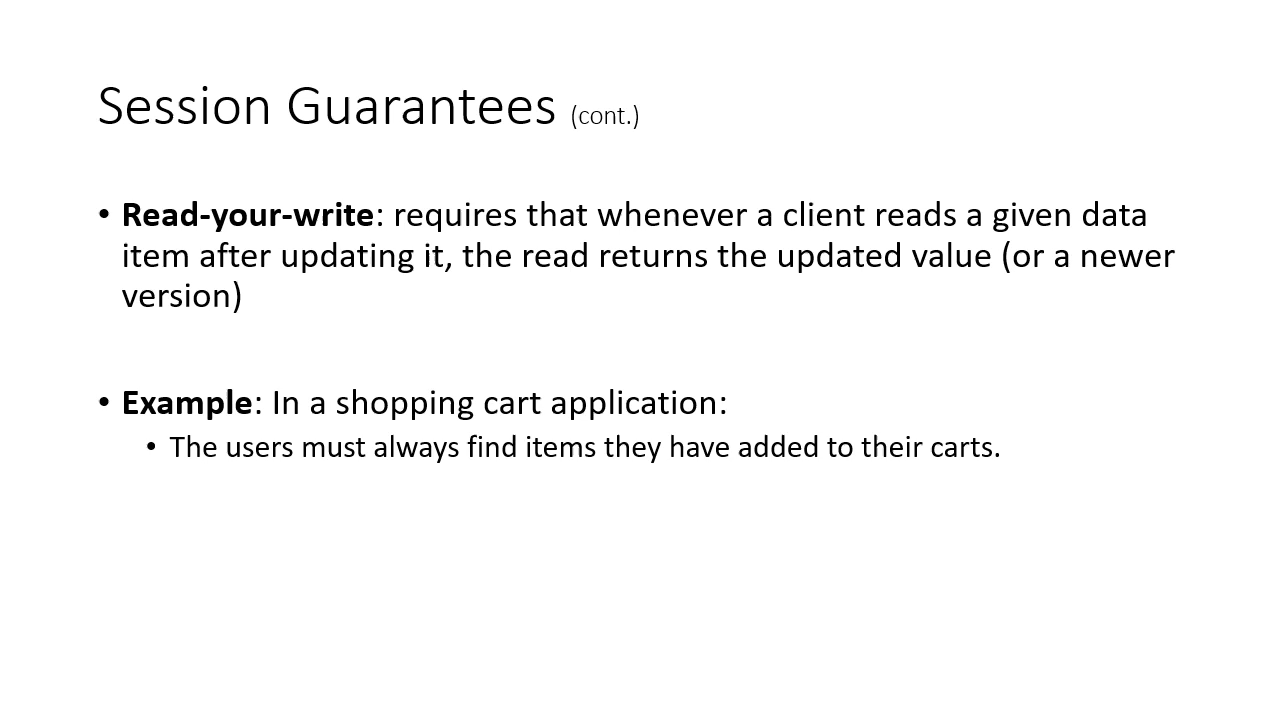 Session Guarantees (cont.)
• Read-your-write: requires that whenever a client reads a given data
item after updating it, the read returns the updated value (or a newer
version)
• Example: In a shopping cart application:
• The users must always find items they have added to their carts.